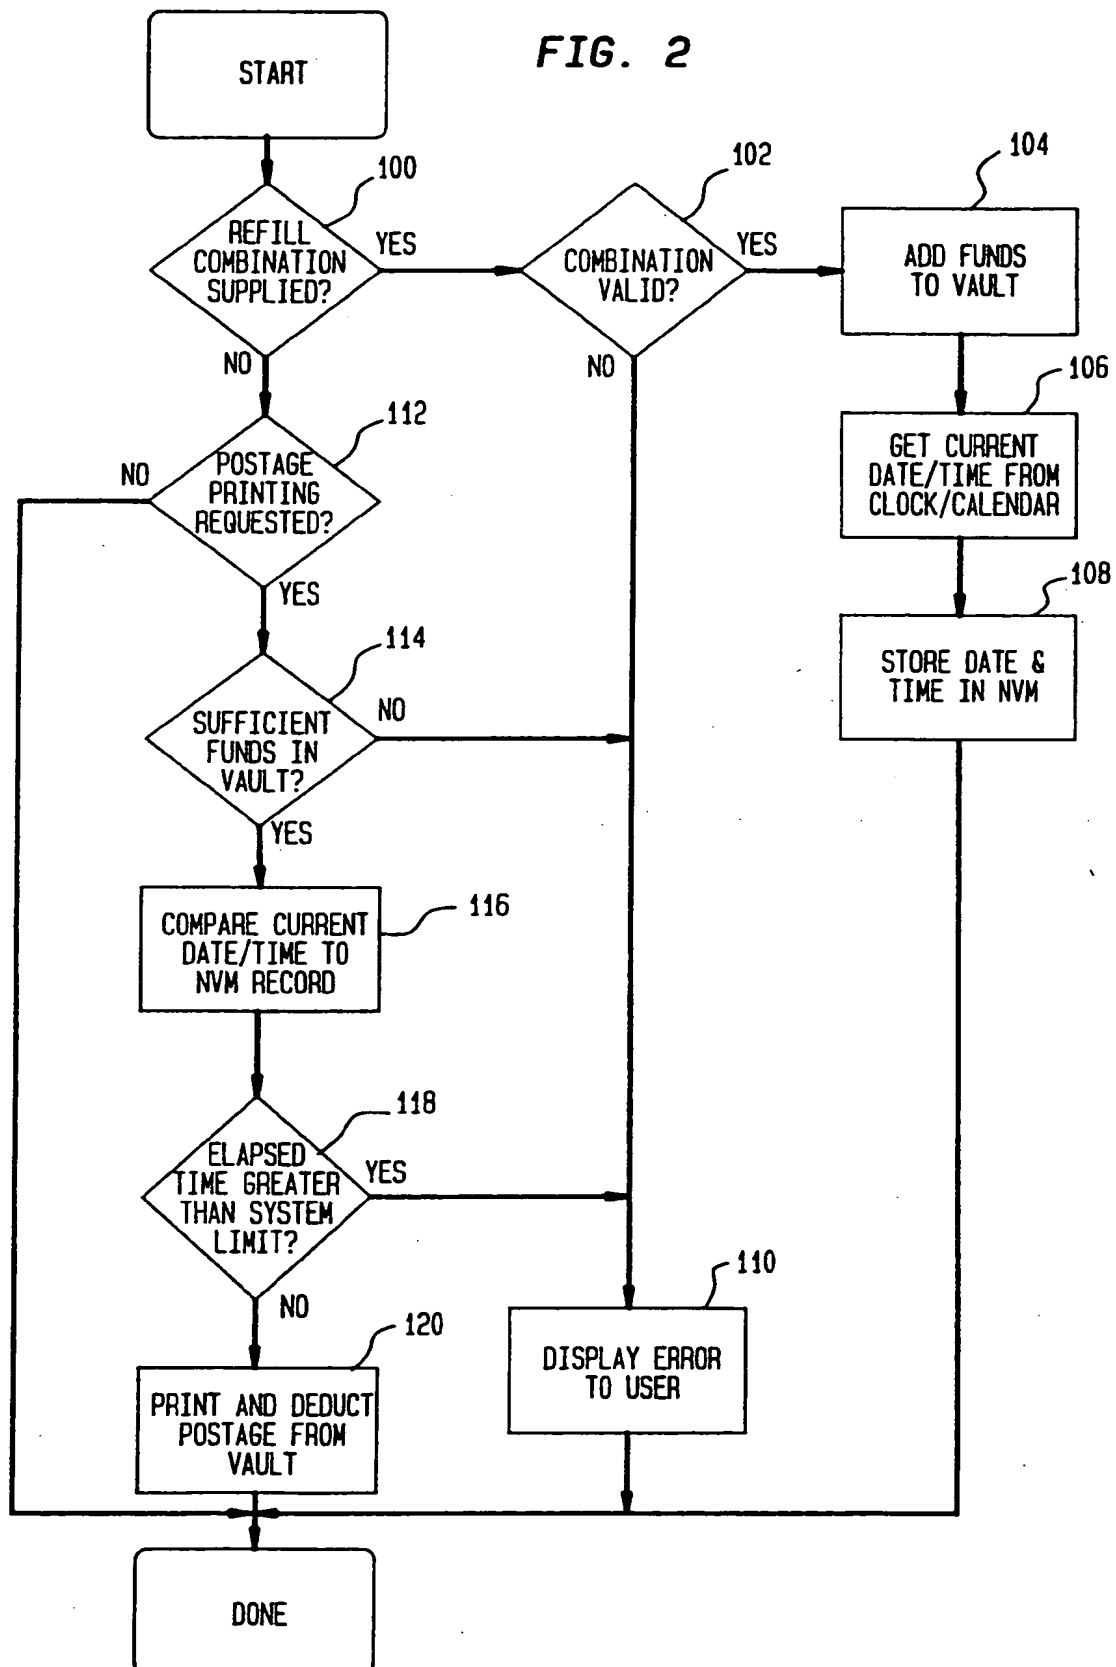 FIG. 2
START
100
102
104
REFILL
COMBINATION
SUPPLIED?
YES
COMBINATION
VALID?
YES
ADD FUNDS
TO VAULT
NO
NO
106
112
GET CURRENT
DATE/TIME FROM
CLOCK/CALENDAR
NO
POSTAGE
PRINTING
REQUESTED?
YES
108
114
STORE DATE &
TIME IN NVM
SUFFICIENT
FUNDS IN
VAULT?
NO
YES
116
COMPARE CURRENT
DATE/TIME TO
NVM RECORD
118
ELAPSED
TIME GREATER
THAN SYSTEM
LIMIT?
YES
110
NO
120
DISPLAY ERROR
TO USER
PRINT AND DEDUCT
POSTAGE FROM
VAULT
DONE